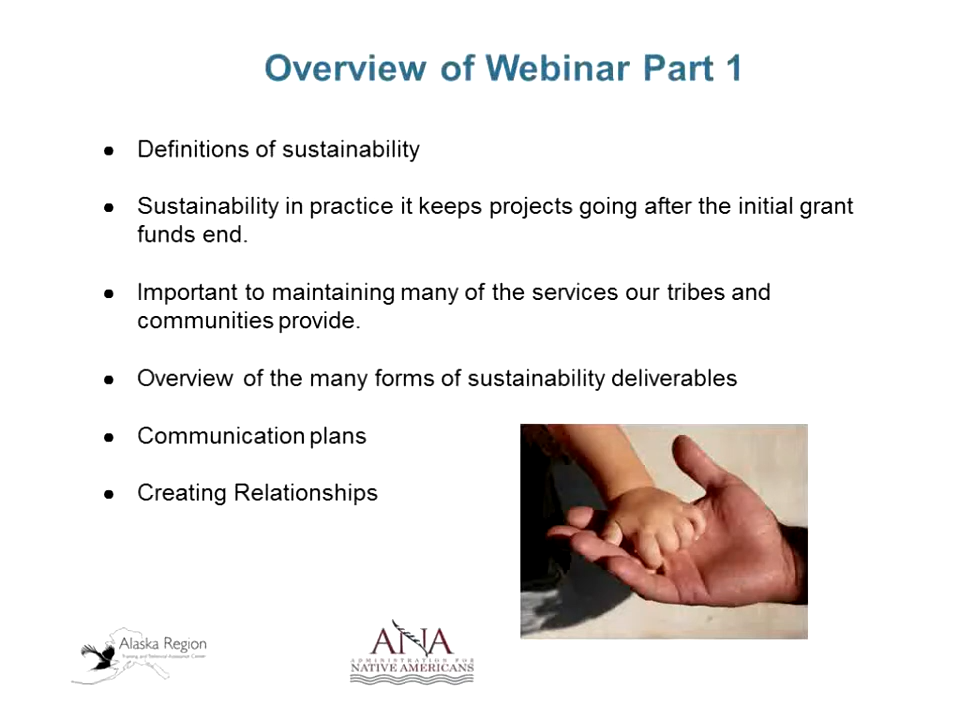 Overview of Webinar Part 1
● Definitions of sustainability
● Sustainability in practice it keeps projects going after the initial grant
funds end.
● Important to maintaining many of the services our tribes and
communities provide.
● Overview of the many forms of sustainability deliverables
● Communication plans
● Creating Relationships
Alaska Region
Training and Technical Assistance Center
ANA
ADMINISTRATION FOR
NATIVE AMERICANS